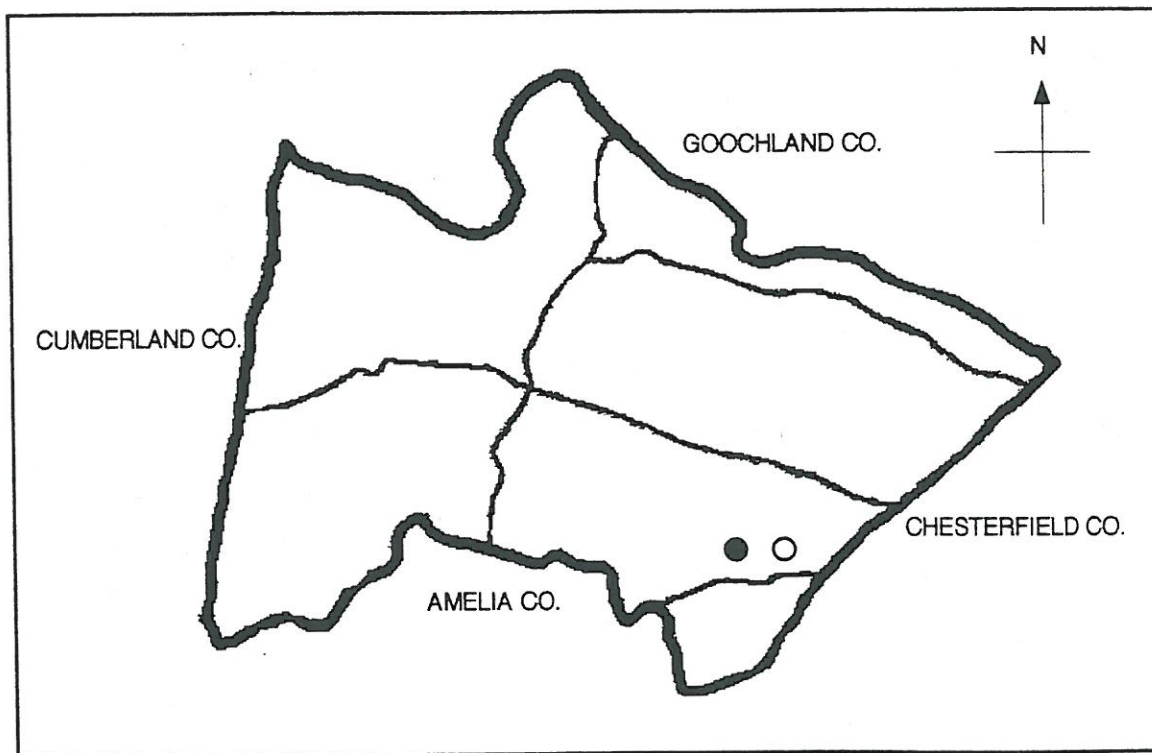 N
GOOCHLAND CO.
CUMBERLAND CO.
CHESTERFIELD CO.
AMELIA CO.